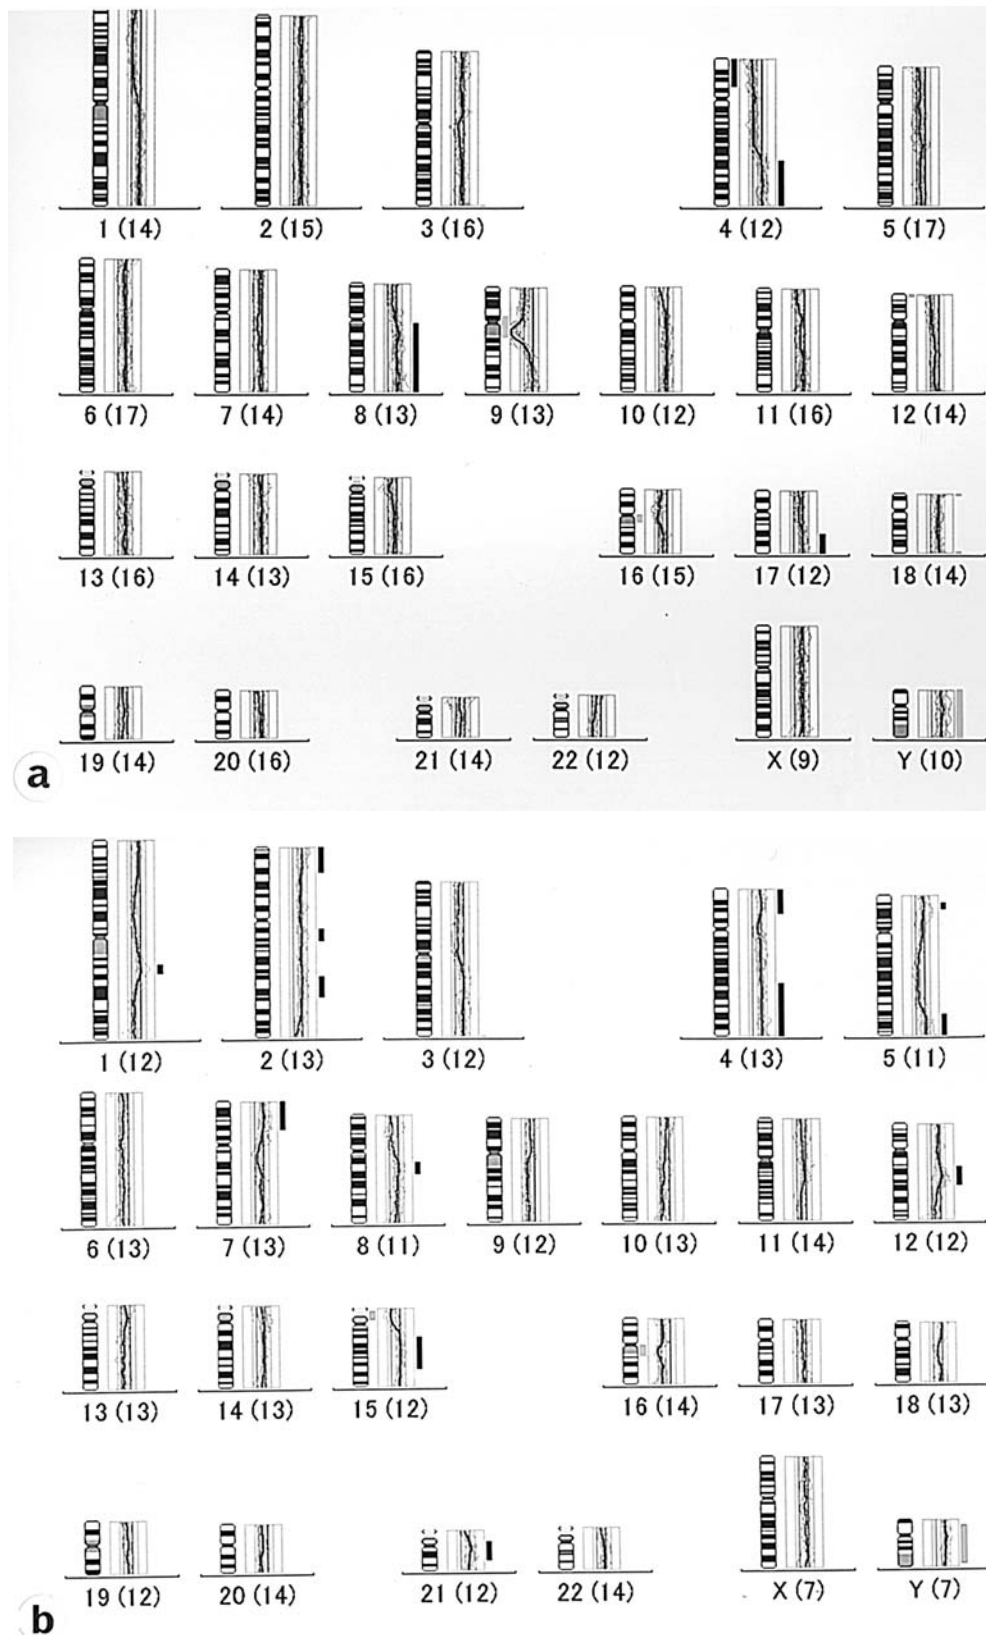 1 (14) 2 (15) 3 (16) 4 (12) 5 (17)
6 (17) 7 (14) 8 (13) 9 (13) 10 (12) 11 (16) 12 (14)
13 (16) 14 (13) 15 (16) 16 (15) 17 (12) 18 (14)
19 (14) 20 (16) 21 (14) 22 (12) X (9) Y (10)
a
1 (12) 2 (13) 3 (12) 4 (13) 5 (11)
6 (13) 7 (13) 8 (11) 9 (12) 10 (13) 11 (14) 12 (12)
13 (13) 14 (13) 15 (12) 16 (14) 17 (13) 18 (13)
19 (12) 20 (14) 21 (12) 22 (14) X (7) Y (7)
b